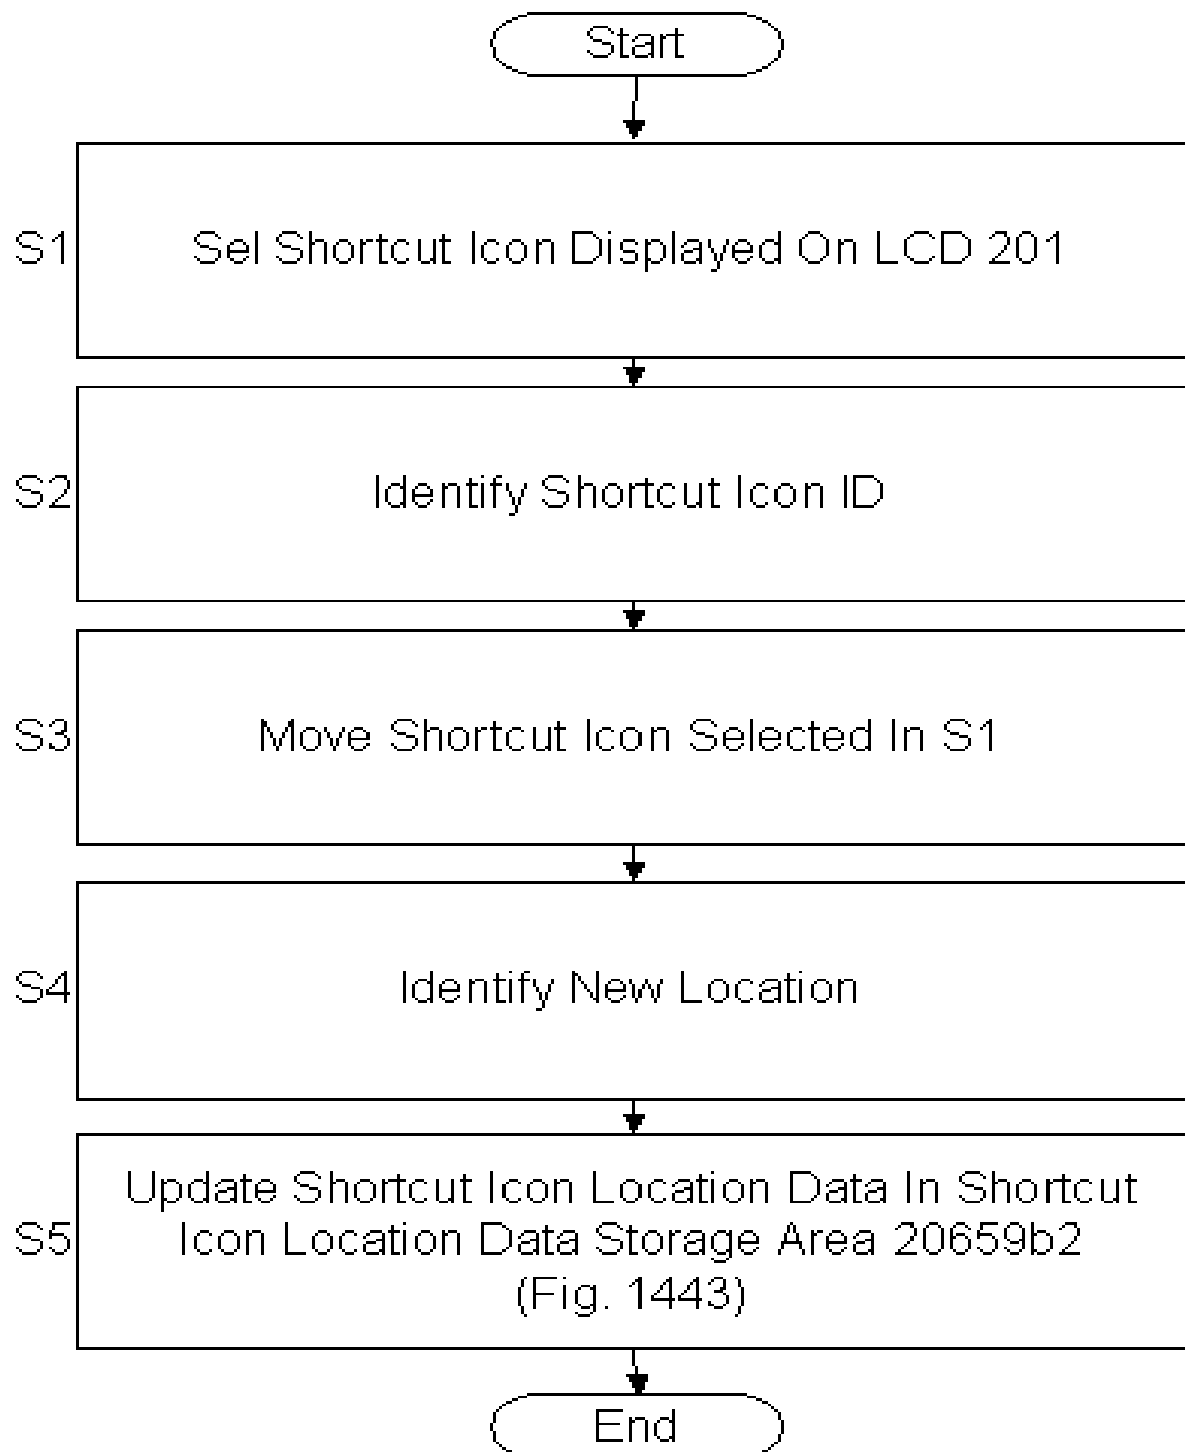 Start
S1
Sel Shortcut Icon Displayed On LCD 201
S2
Identify Shortcut Icon ID
S3
Move Shortcut Icon Selected In S1
S4
Identify New Location
S5
Update Shortcut Icon Location Data In Shortcut
Icon Location Data Storage Area 20659b2
(Fig. 1443)
End